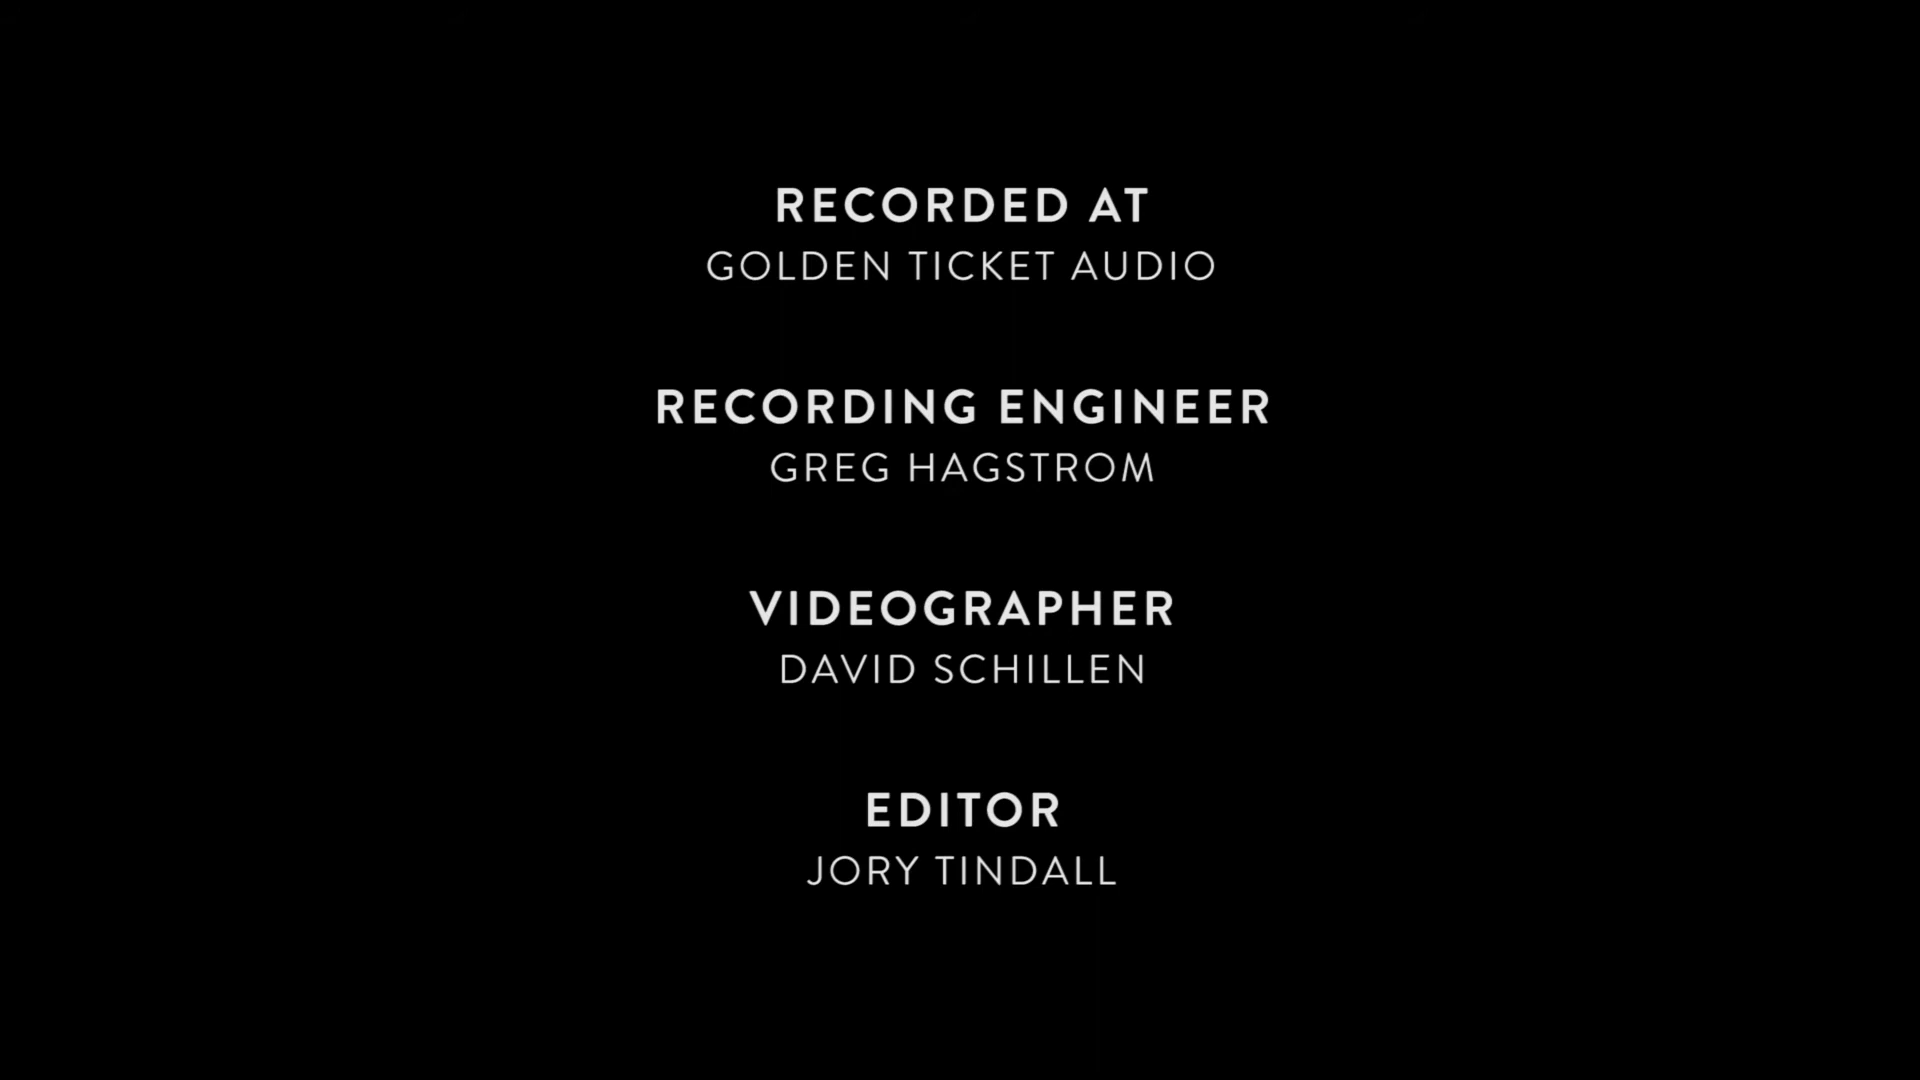 RECORDED AT
GOLDEN TICKET AUDIO
RECORDING ENGINEER
GREG HAGSTROM
VIDEOGRAPHER
DAVID SCHILLEN
EDITOR
JORY TINDALL